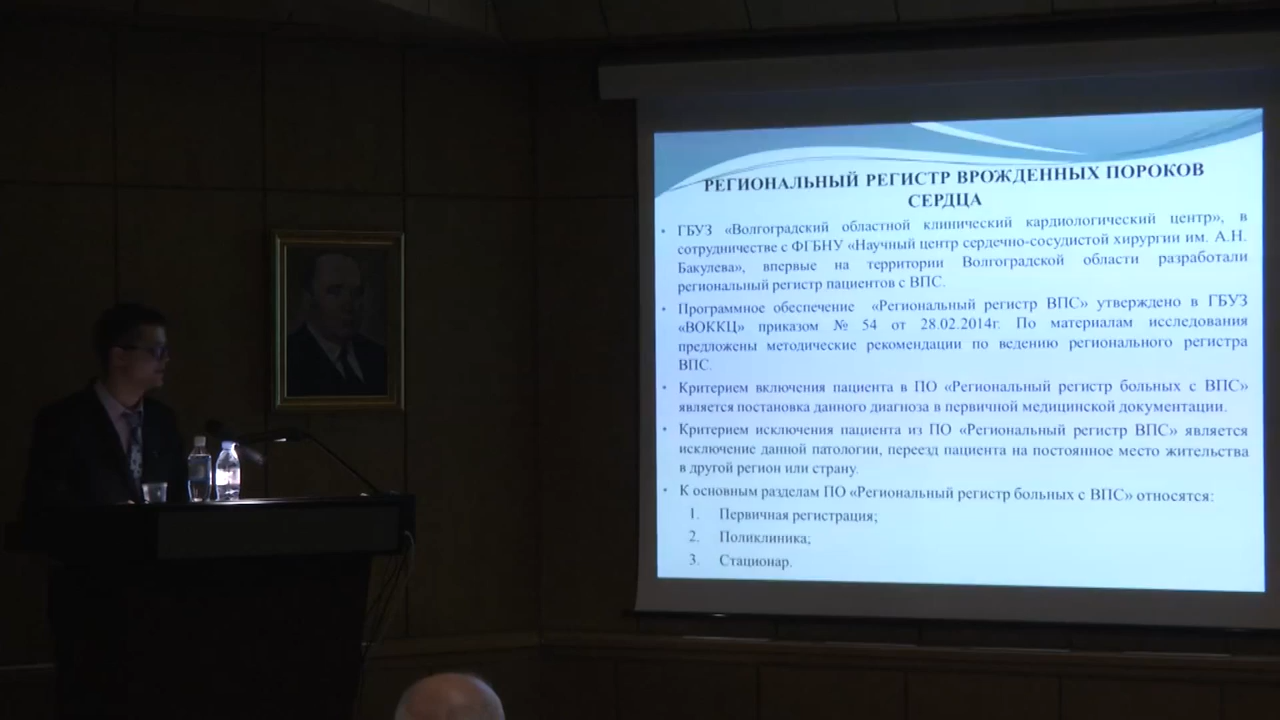 РЕГИОНАЛЬНЫЙ РЕГИСТР ВРОЖДЕННЫХ ПОРОКОВ
СЕРДЦА
• ГБУЗ «Волгоградский областной клинический кардиологический центр», в
сотрудничестве с ФГБНУ «Научный центр сердечно-сосудистой хирургии им. А.Н.
Бакулева», впервые на территории Волгоградской области разработали
региональный регистр пациентов с ВПС.
• Программное обеспечение «Региональный регистр ВПС» утверждено в ГБУЗ
«ВОККЦ» приказом № 54 от 28.02.2014г. По материалам исследования
предложены методические рекомендации по ведению регионального регистра
ВПС.
• Критерием включения пациента в ПО «Региональный регистр больных с ВПС»
является постановка данного диагноза в первичной медицинской документации.
• Критерием исключения пациента из ПО «Региональный регистр ВПС» является
исключение данной патологии, переезд пациента на постоянное место жительства
в другой регион или страну.
• К основным разделам ПО «Региональный регистр больных с ВПС» относятся:
1. Первичная регистрация;
2. Поликлиника;
3. Стационар.